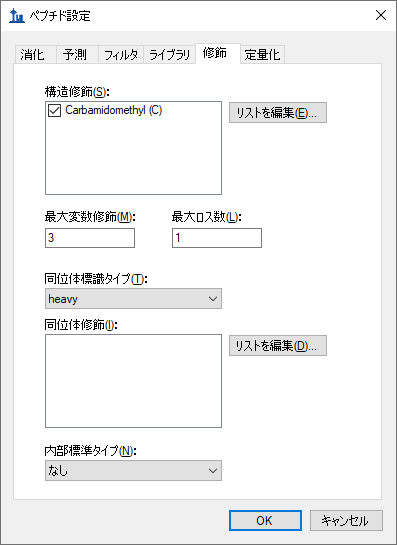 ペプチド設定
消化 予測 フィルタ ライブラリ 修飾 定量化
構造修飾(S):
Carbamidomethyl (C)
リストを編集(E)...
最大変数修飾(M): 最大ロス数(L):
3 1
同位体標識タイプ(T):
heavy
同位体修飾(I):
リストを編集(D)...
内部標準タイプ(N):
なし
OK キャンセル